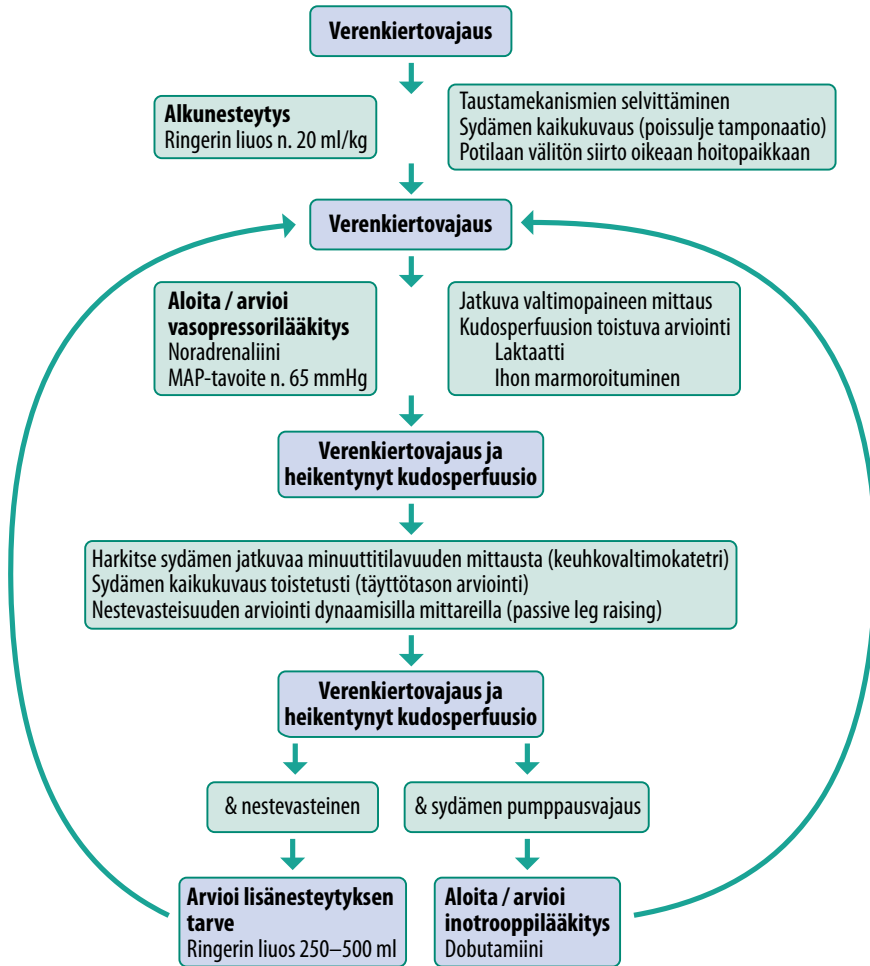 Verenkiertovajaus
Alkunesteytys
Ringerin liuos n. 20 ml/kg
Taustamekanismien selvittäminen
Sydämen kaikukuvaus (poissulje tamponaatio)
Potilaan välitön siirto oikeaan hoitopaikkaan
Verenkiertovajaus
Aloita / arvioi
vasopressorilääkitys
Noradrenaliini
MAP-tavoite n. 65 mmHg
Jatkuva valtimopaineen mittaus
Kudosperfuusion toistuva arviointi
Laktaatti
Ihon marmoroituminen
Verenkiertovajaus ja
heikentynyt kudosperfuusio
Harkitse sydämen jatkuvaa minuuttitilavuuden mittausta (keuhkovaltimokatetri)
Sydämen kaikukuvaus toistetusti (täyttötason arviointi)
Nestevasteisuuden arviointi dynaamisilla mittareilla (passive leg raising)
Verenkiertovajaus ja
heikentynyt kudosperfuusio
& nestevasteinen
& sydämen pumppausvajaus
Arvioi lisänesteytyksen
tarve
Ringerin liuos 250–500 ml
Aloita / arvioi
inotrooppilääkitys
Dobutamiini